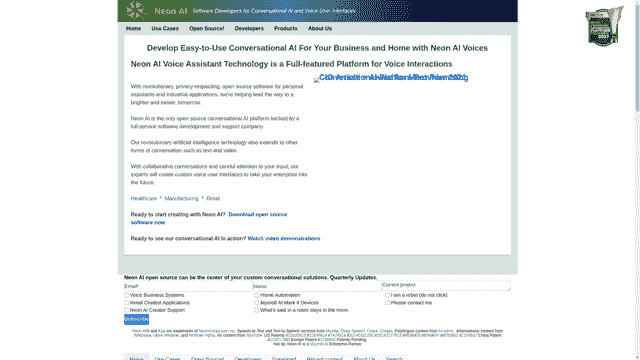 Neon AI Software Developers for Conversational AI and Voice User Interfaces
Home Use Cases Open Source! Developers Products About Us
Develop Easy-to-Use Conversational AI For Your Business and Home with Neon AI Voices
Neon AI Voice Assistant Technology is a Full-featured Platform for Voice Interactions
With revolutionary, privacy-respecting, open source software for personal
assistants and industrial applications, we're helping lead the way to a
brighter and easier, tomorrow.
Neon AI is the only open source conversational AI platform backed by a
full-service software development and support company.
Our revolutionary artificial intelligence technology also extends to other
forms of conversation such as text and video.
With collaborative conversations and careful attention to your input, our
experts will create custom voice user interfaces to take your enterprise into
the future.
Healthcare * Manufacturing * Retail
Ready to start creating with Neon AI? Download open source
software now
Ready to see our conversational AI in action? Watch video demonstrations
Neon AI open source can be the center of your custom conversational solutions. Quarterly Updates.
Email* Name Current project
Voice Business Systems Home Automation I am a robot (do not click)
Retail Chatbot Applications Mycroft AI Mark II Devices Please contact me
Neon AI Creator Support What's said in a room stays in the room.
Subscribe
Home Use Cases Open Source! Developers Download Recent contact About Us Search